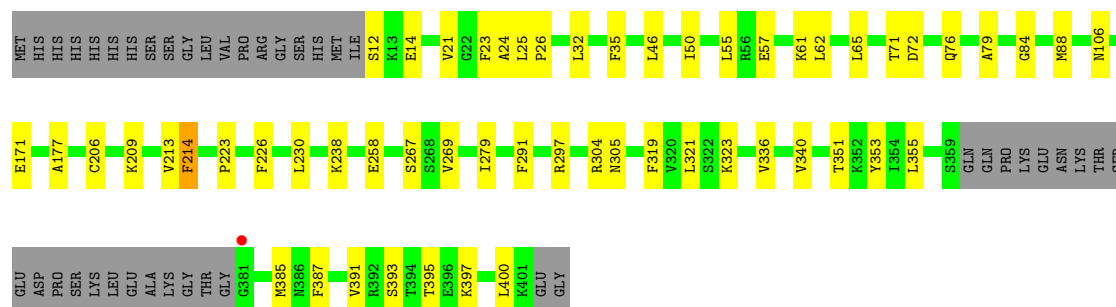 MET HIS HIS HIS HIS HIS HIS SER SER GLY LEU VAL PRO ARG GLY SER HIS MET ILE S12 K13 E14 V21 G22 F23 A24 L25 P26 L32 F35 L46 I50 L55 R56 E57 K61 L62 L65 T71 D72 Q76 A79 G84 M88 N106
E171 A177 C206 K209 V213 F214 P223 F226 L230 K238 E258 S267 S268 V269 I279 F291 R297 R304 N305 F319 V320 L321 S322 K323 V336 V340 T351 K352 Y353 I354 L355 S359 GLN GLN PRO LYS GLU ASN LYS THR
GLU ASP PRO SER LYS LEU GLU ALA LYS GLY THR GLY G381 M385 N386 F387 V391 R392 S393 T394 T395 E396 K397 L400 K401 GLU GLY